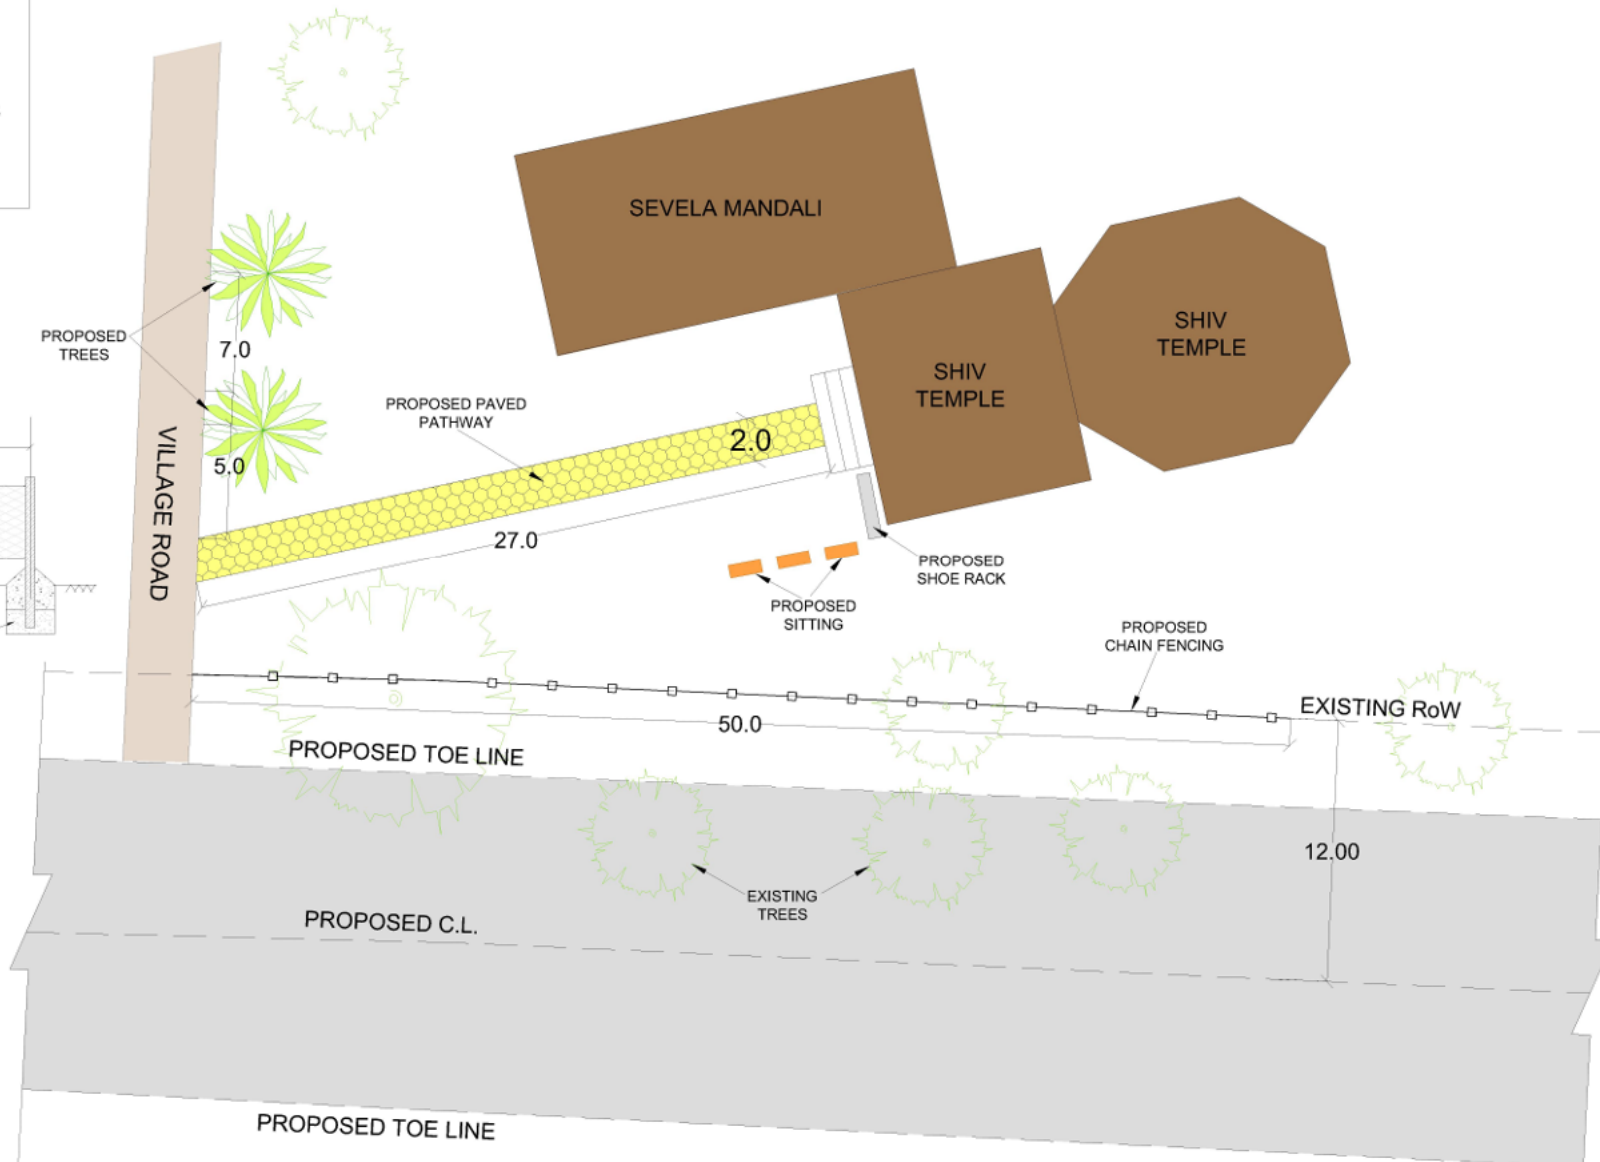 SEVELA MANDALI
SHIV
TEMPLE
SHIV
TEMPLE
PROPOSED
TREES
7.0
PROPOSED PAVED
PATHWAY
2.0
5.0
VILLAGE ROAD
27.0
PROPOSED
SHOE RACK
PROPOSED
SITTING
PROPOSED
CHAIN FENCING
EXISTING RoW
50.0
PROPOSED TOE LINE
12.00
EXISTING
TREES
PROPOSED C.L.
PROPOSED TOE LINE